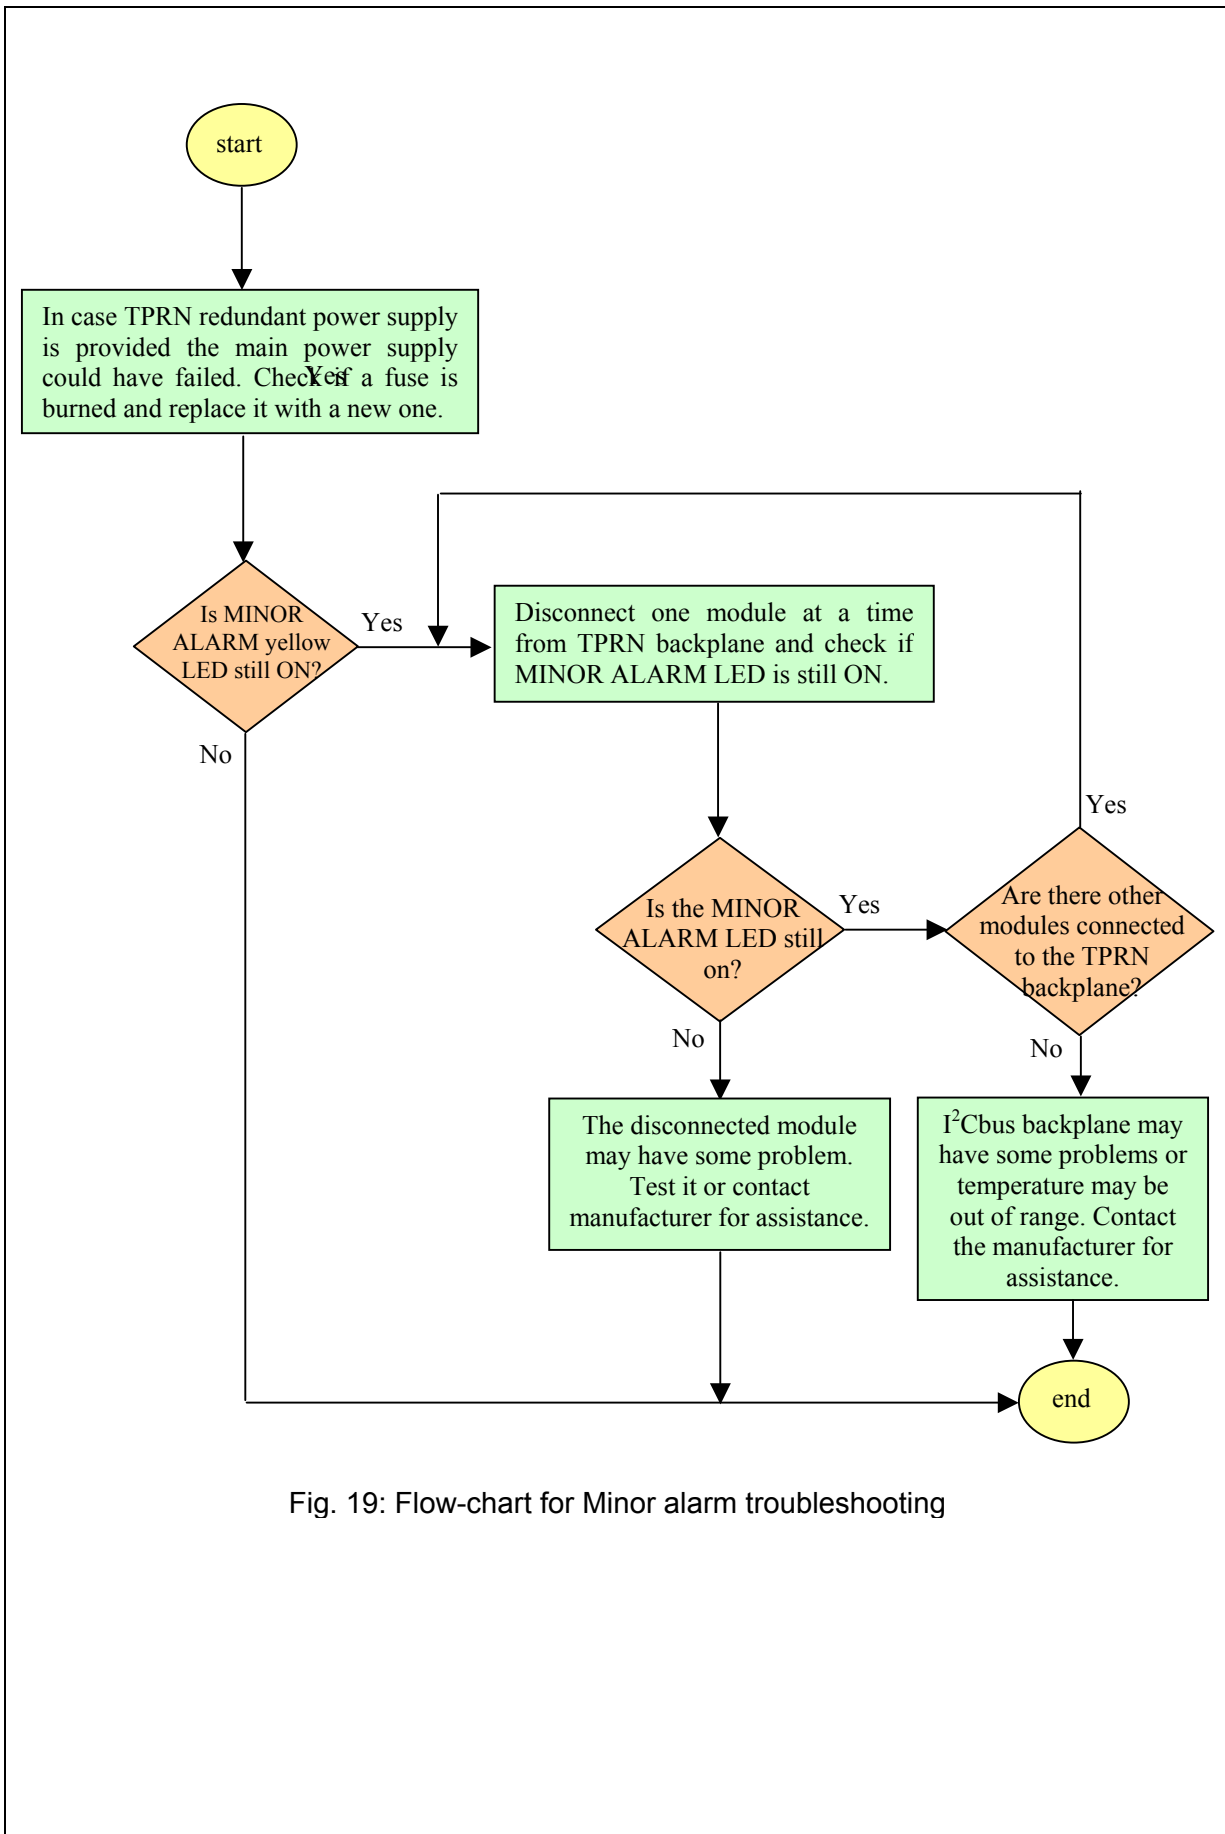 start
In case TPRN redundant power supply
is provided the main power supply
could have failed. Check if a fuse is
Yes
burned and replace it with a new one.
Is MINOR
ALARM yellow
LED still ON?
Yes
No
Disconnect one module at a time
from TPRN backplane and check if
MINOR ALARM LED is still ON.
Is the MINOR
ALARM LED still
on?
Yes
No
Are there other
modules connected
to the TPRN
backplane?
Yes
No
The disconnected module
may have some problem.
Test it or contact
manufacturer for assistance.
I²Cbus backplane may
have some problems or
temperature may be
out of range. Contact
the manufacturer for
assistance.
end
Fig. 19: Flow-chart for Minor alarm troubleshooting